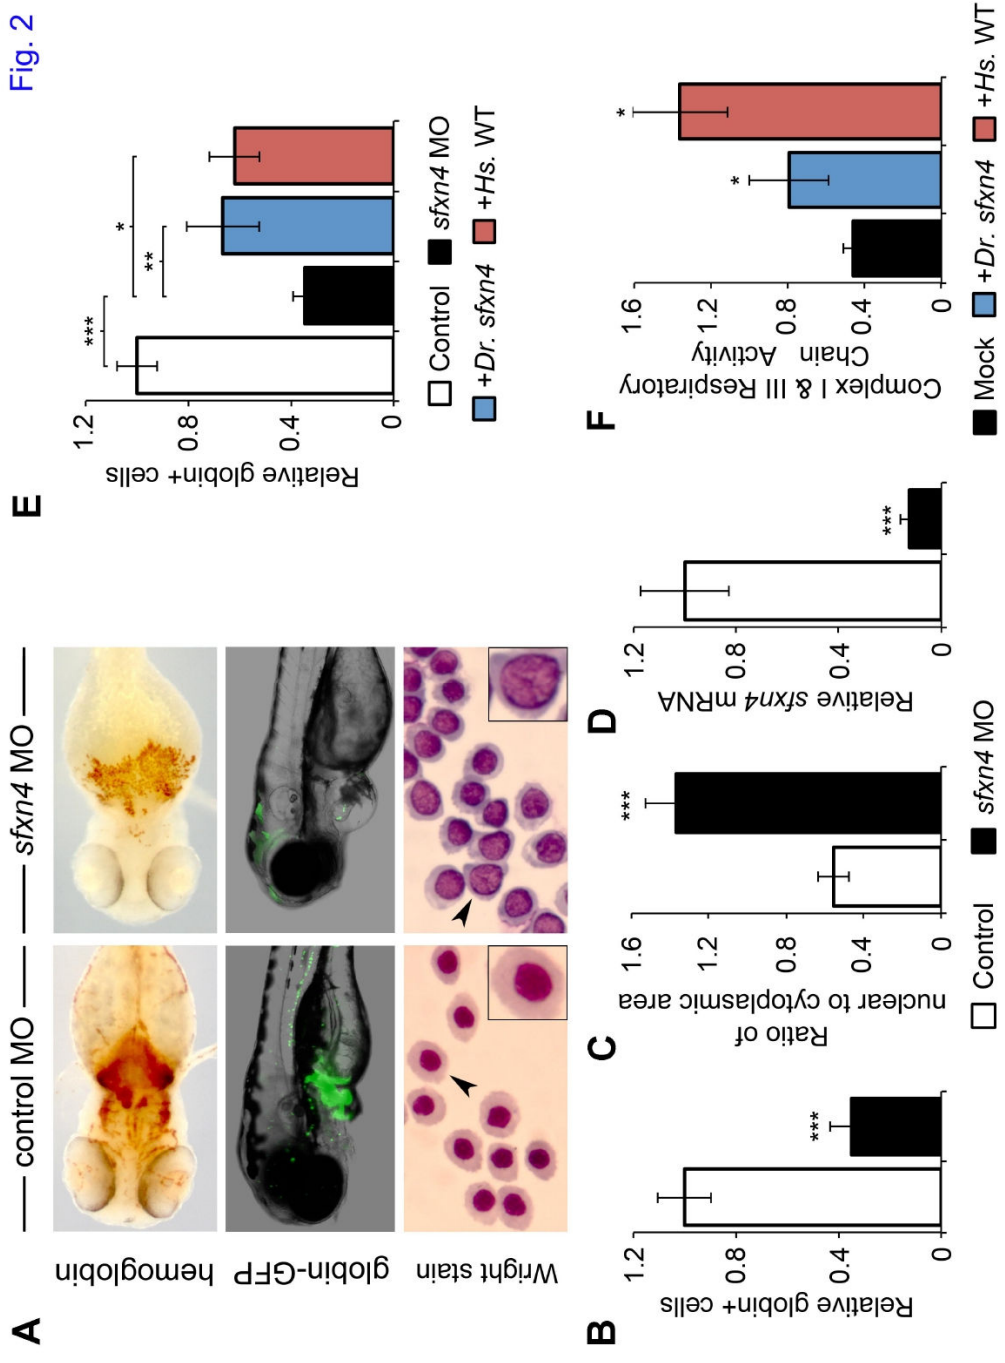 Fig. 2
A
control MO
sfxn4 MO
hemoglobin
globin-GFP
Wright stain
B
Relative globin+ cells
1.2
0.8
0.4
0
***
C
Ratio of
nuclear to cytoplasmic area
1.6
1.2
0.8
0.4
0
***
Control
sfxn4 MO
D
Relative sfxn4 mRNA
1.2
0.8
0.4
0
***
E
Relative globin+ cells
1.2
0.8
0.4
0
***
**
*
Control
sfxn4 MO
+Dr. sfxn4
+Hs. WT
F
Complex I & III Respiratory
Chain Activity
1.6
1.2
0.8
0.4
0
*
*
Mock
+Dr. sfxn4
+Hs. WT